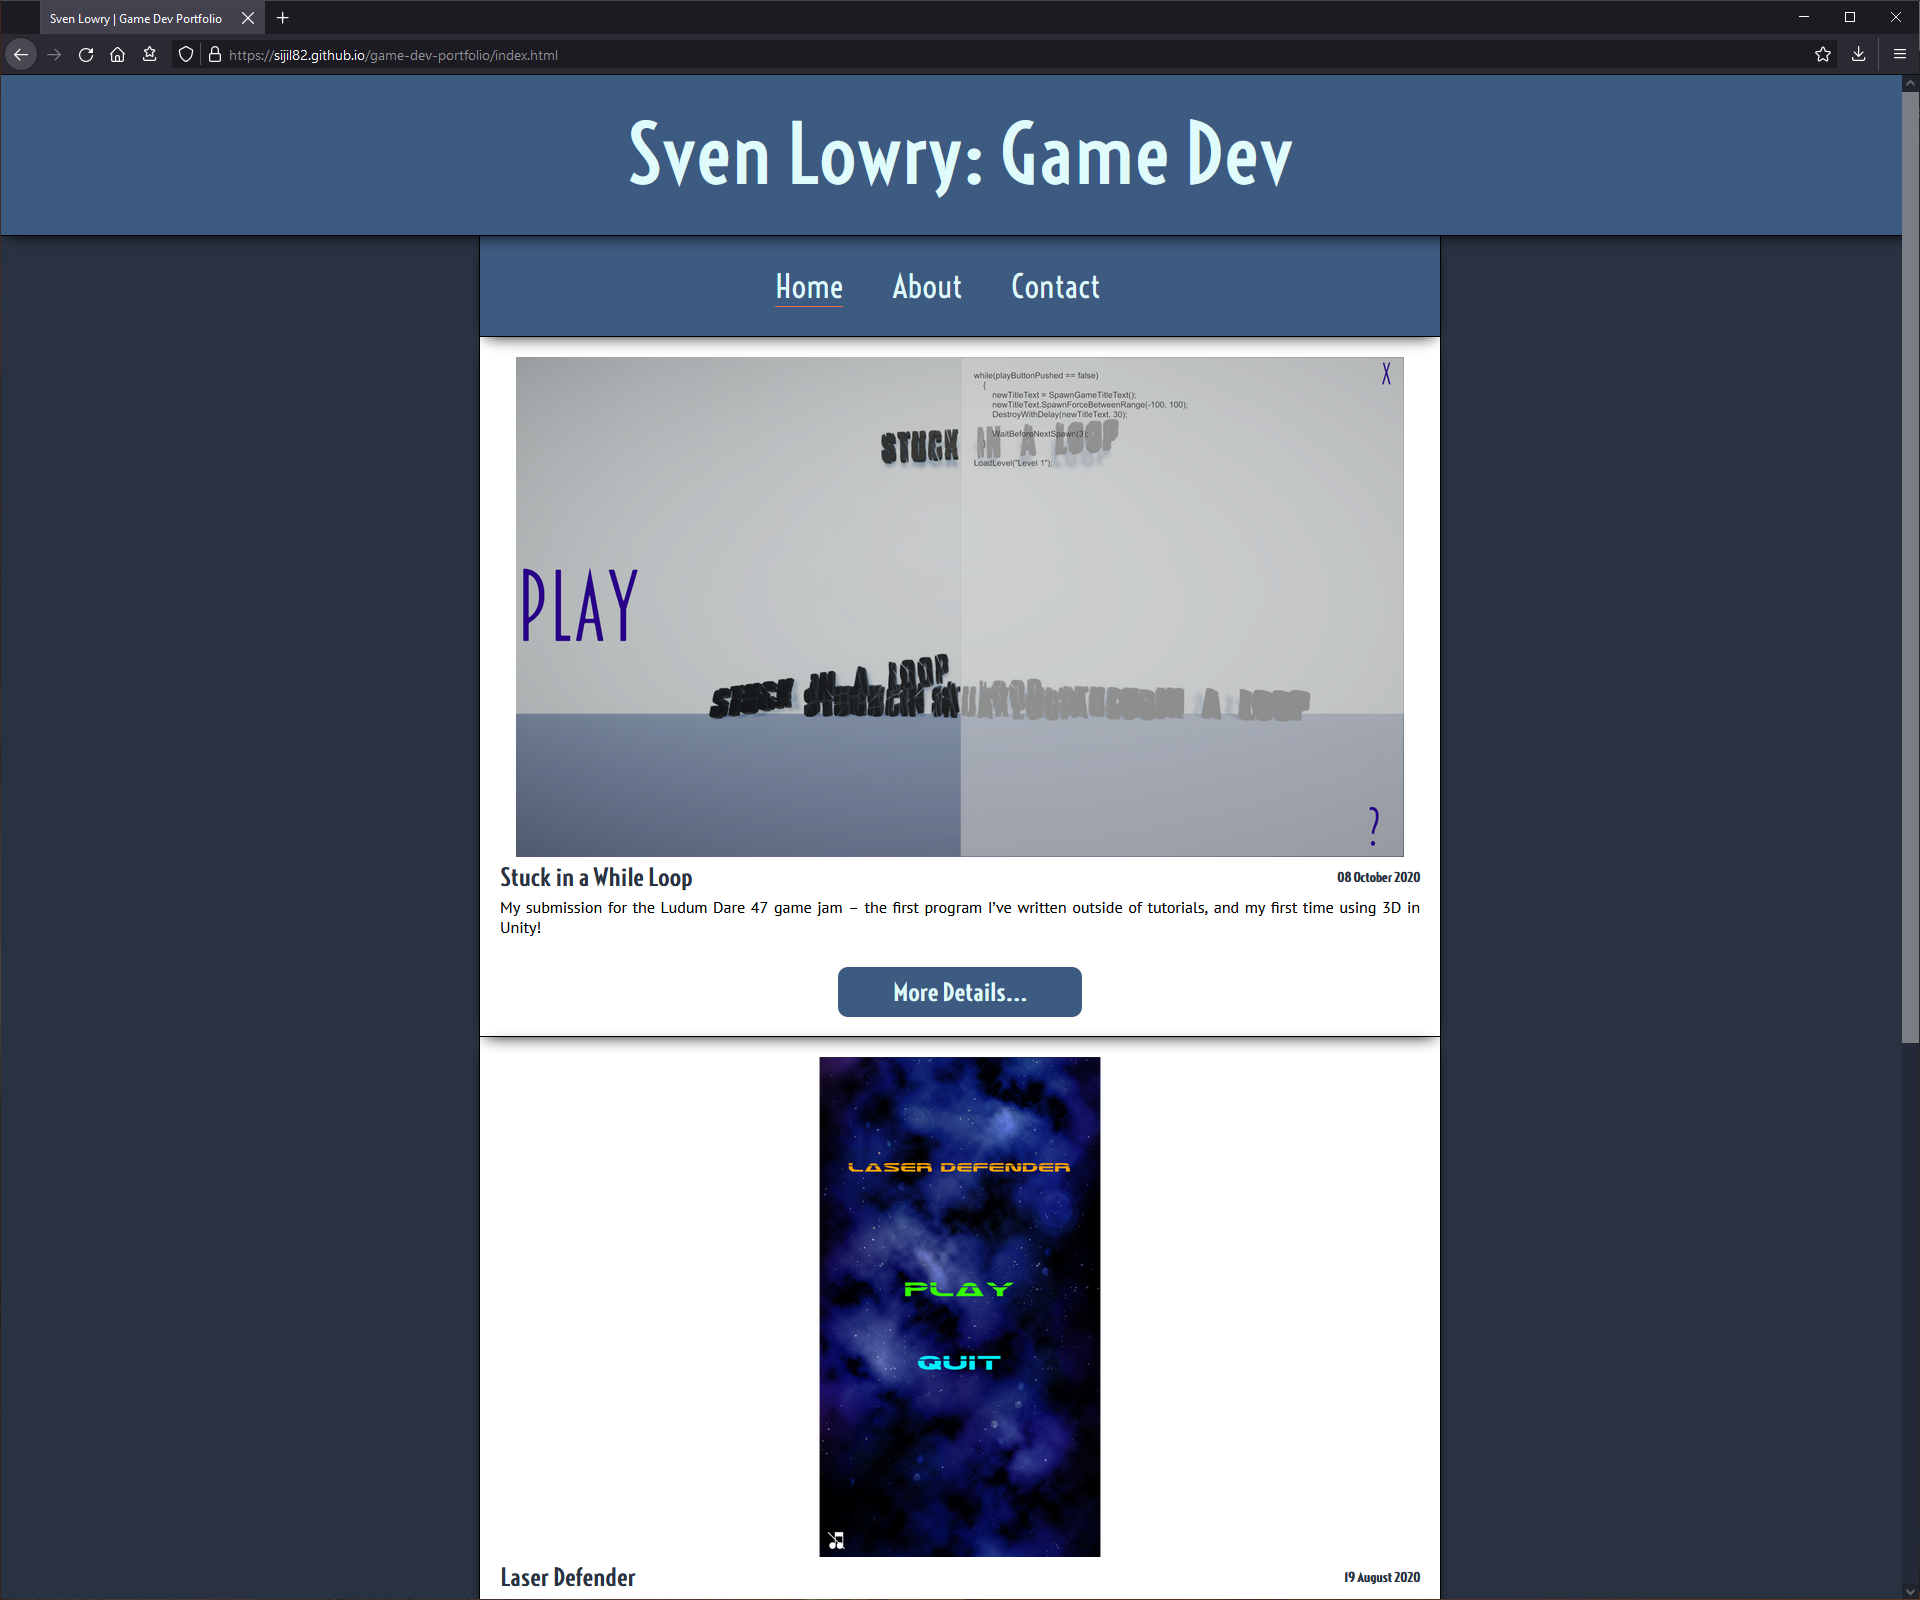 Sven Lowry | Game Dev Portfolio
https://sijil82.github.io/game-dev-portfolio/index.html
Sven Lowry: Game Dev
Home About Contact
while(playButtonPushed == false)
{
newTitleText = SpawnGameTitleText();
newTitleText.SpawnForceBetweenRange(-100, 100);
DestroyWithDelay(newTitleText, 30);
WaitBeforeNextSpawn(3);
}
LoadLevel("Level 1");
X
STUCK IN A LOOP
PLAY
STUCK IN A LOOP
A LOOP
?
Stuck in a While Loop
08 October 2020
My submission for the Ludum Dare 47 game jam – the first program I’ve written outside of tutorials, and my first time using 3D in
Unity!
More Details...
LASER DEFENDER
PLAY
QUIT
Laser Defender
19 August 2020